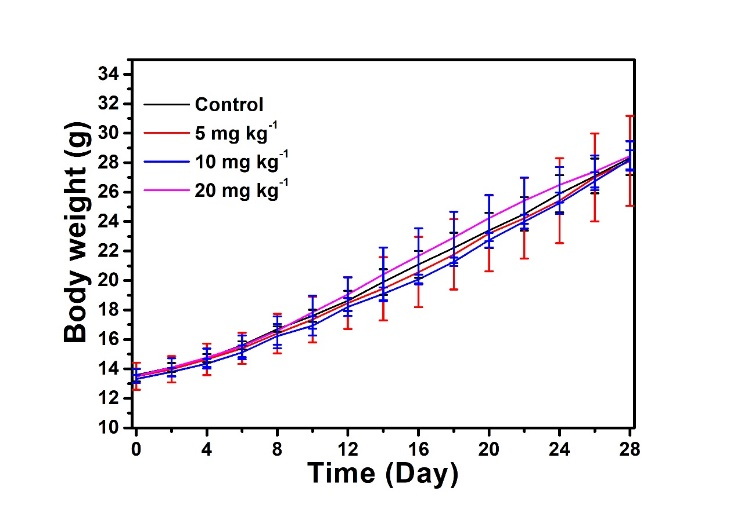 34
32
30
28
26
24
22
20
18
16
14
12
10
Body weight (g)
Control
5 mg kg⁻¹
10 mg kg⁻¹
20 mg kg⁻¹
0 4 8 12 16 20 24 28
Time (Day)